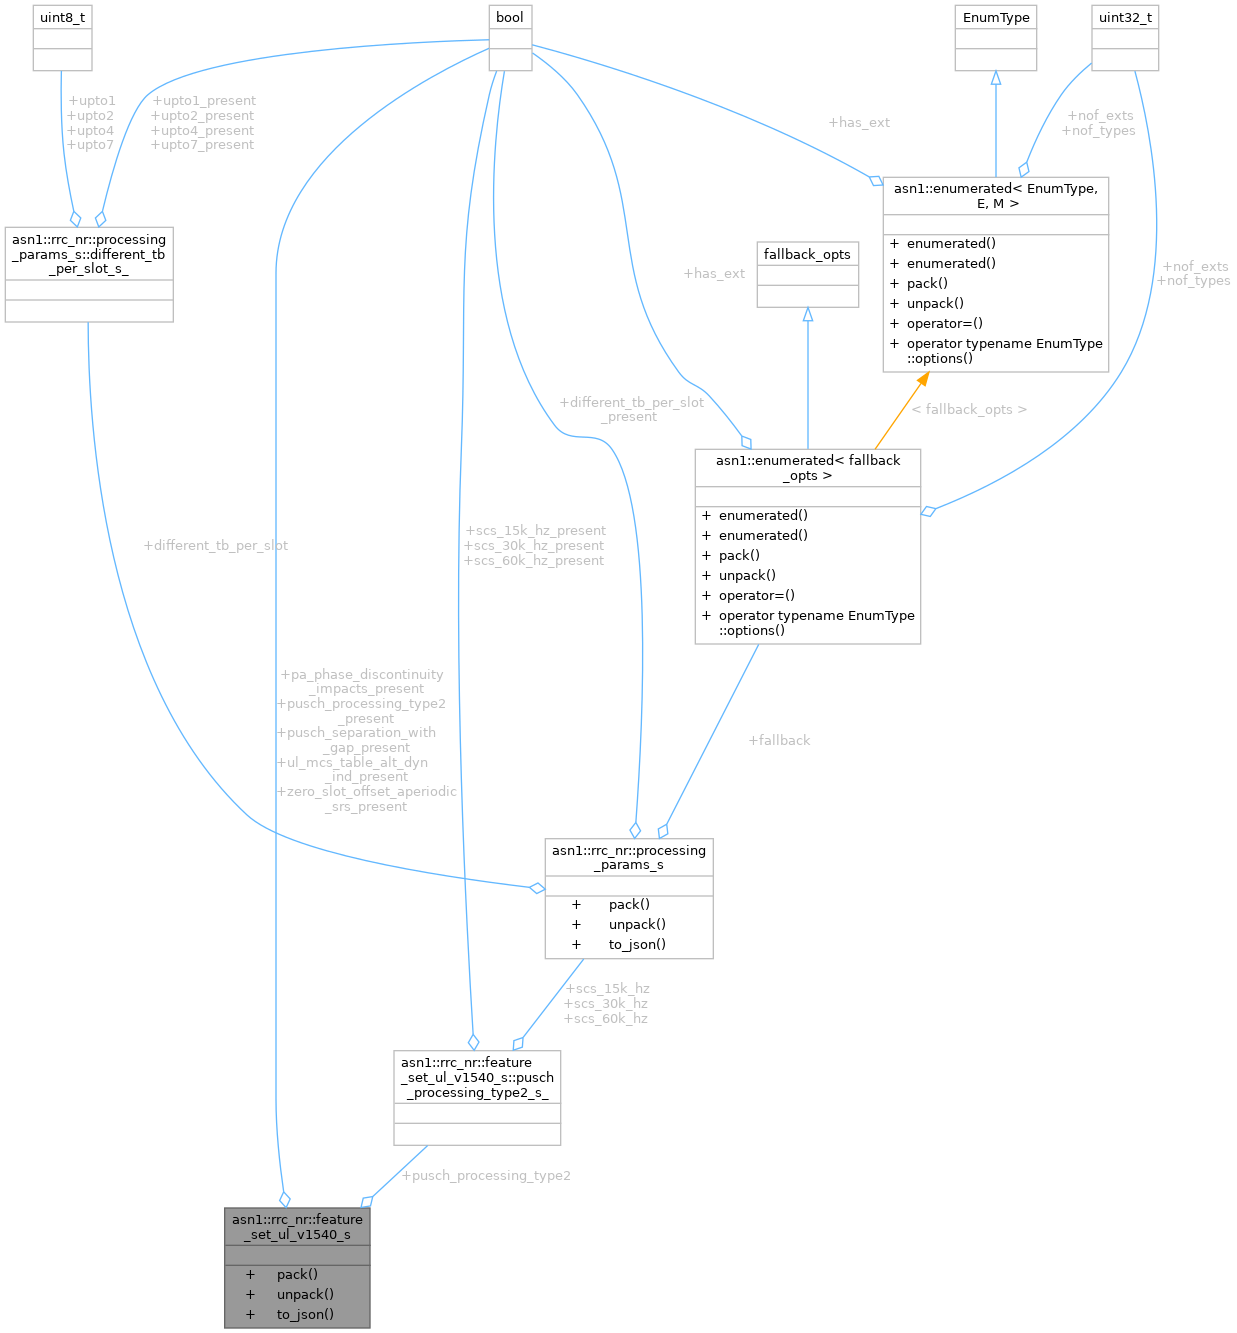 uint8_t
bool
EnumType
uint32_t
+upto1
+upto2
+upto4
+upto7
+upto1_present
+upto2_present
+upto4_present
+upto7_present
+has_ext
+nof_exts
+nof_types
asn1::enumerated< EnumType,
E, M >
+ enumerated()
+ enumerated()
+ pack()
+ unpack()
+ operator=()
+ operator typename EnumType
::options()
asn1::rrc_nr::processing
_params_s::different_tb
_per_slot_s_
fallback_opts
+has_ext
+nof_exts
+nof_types
+different_tb_per_slot
_present
< fallback_opts >
asn1::enumerated< fallback
_opts >
+ enumerated()
+ enumerated()
+ pack()
+ unpack()
+ operator=()
+ operator typename EnumType
::options()
+different_tb_per_slot
+scs_15k_hz_present
+scs_30k_hz_present
+scs_60k_hz_present
+pa_phase_discontinuity
_impacts_present
+pusch_processing_type2
_present
+pusch_separation_with
_gap_present
+ul_mcs_table_alt_dyn
_ind_present
+zero_slot_offset_aperiodic
_srs_present
+fallback
asn1::rrc_nr::processing
_params_s
+ pack()
+ unpack()
+ to_json()
+scs_15k_hz
+scs_30k_hz
+scs_60k_hz
asn1::rrc_nr::feature
_set_ul_v1540_s::pusch
_processing_type2_s_
+pusch_processing_type2
asn1::rrc_nr::feature
_set_ul_v1540_s
+ pack()
+ unpack()
+ to_json()